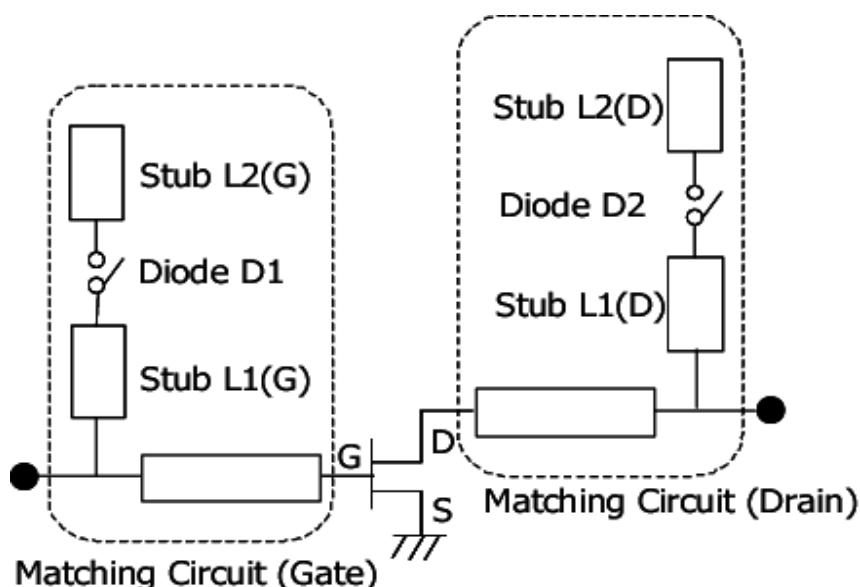 Stub L2(G)
Diode D1
Stub L1(G)
G
Matching Circuit (Gate)
Stub L2(D)
Diode D2
Stub L1(D)
D
S
Matching Circuit (Drain)